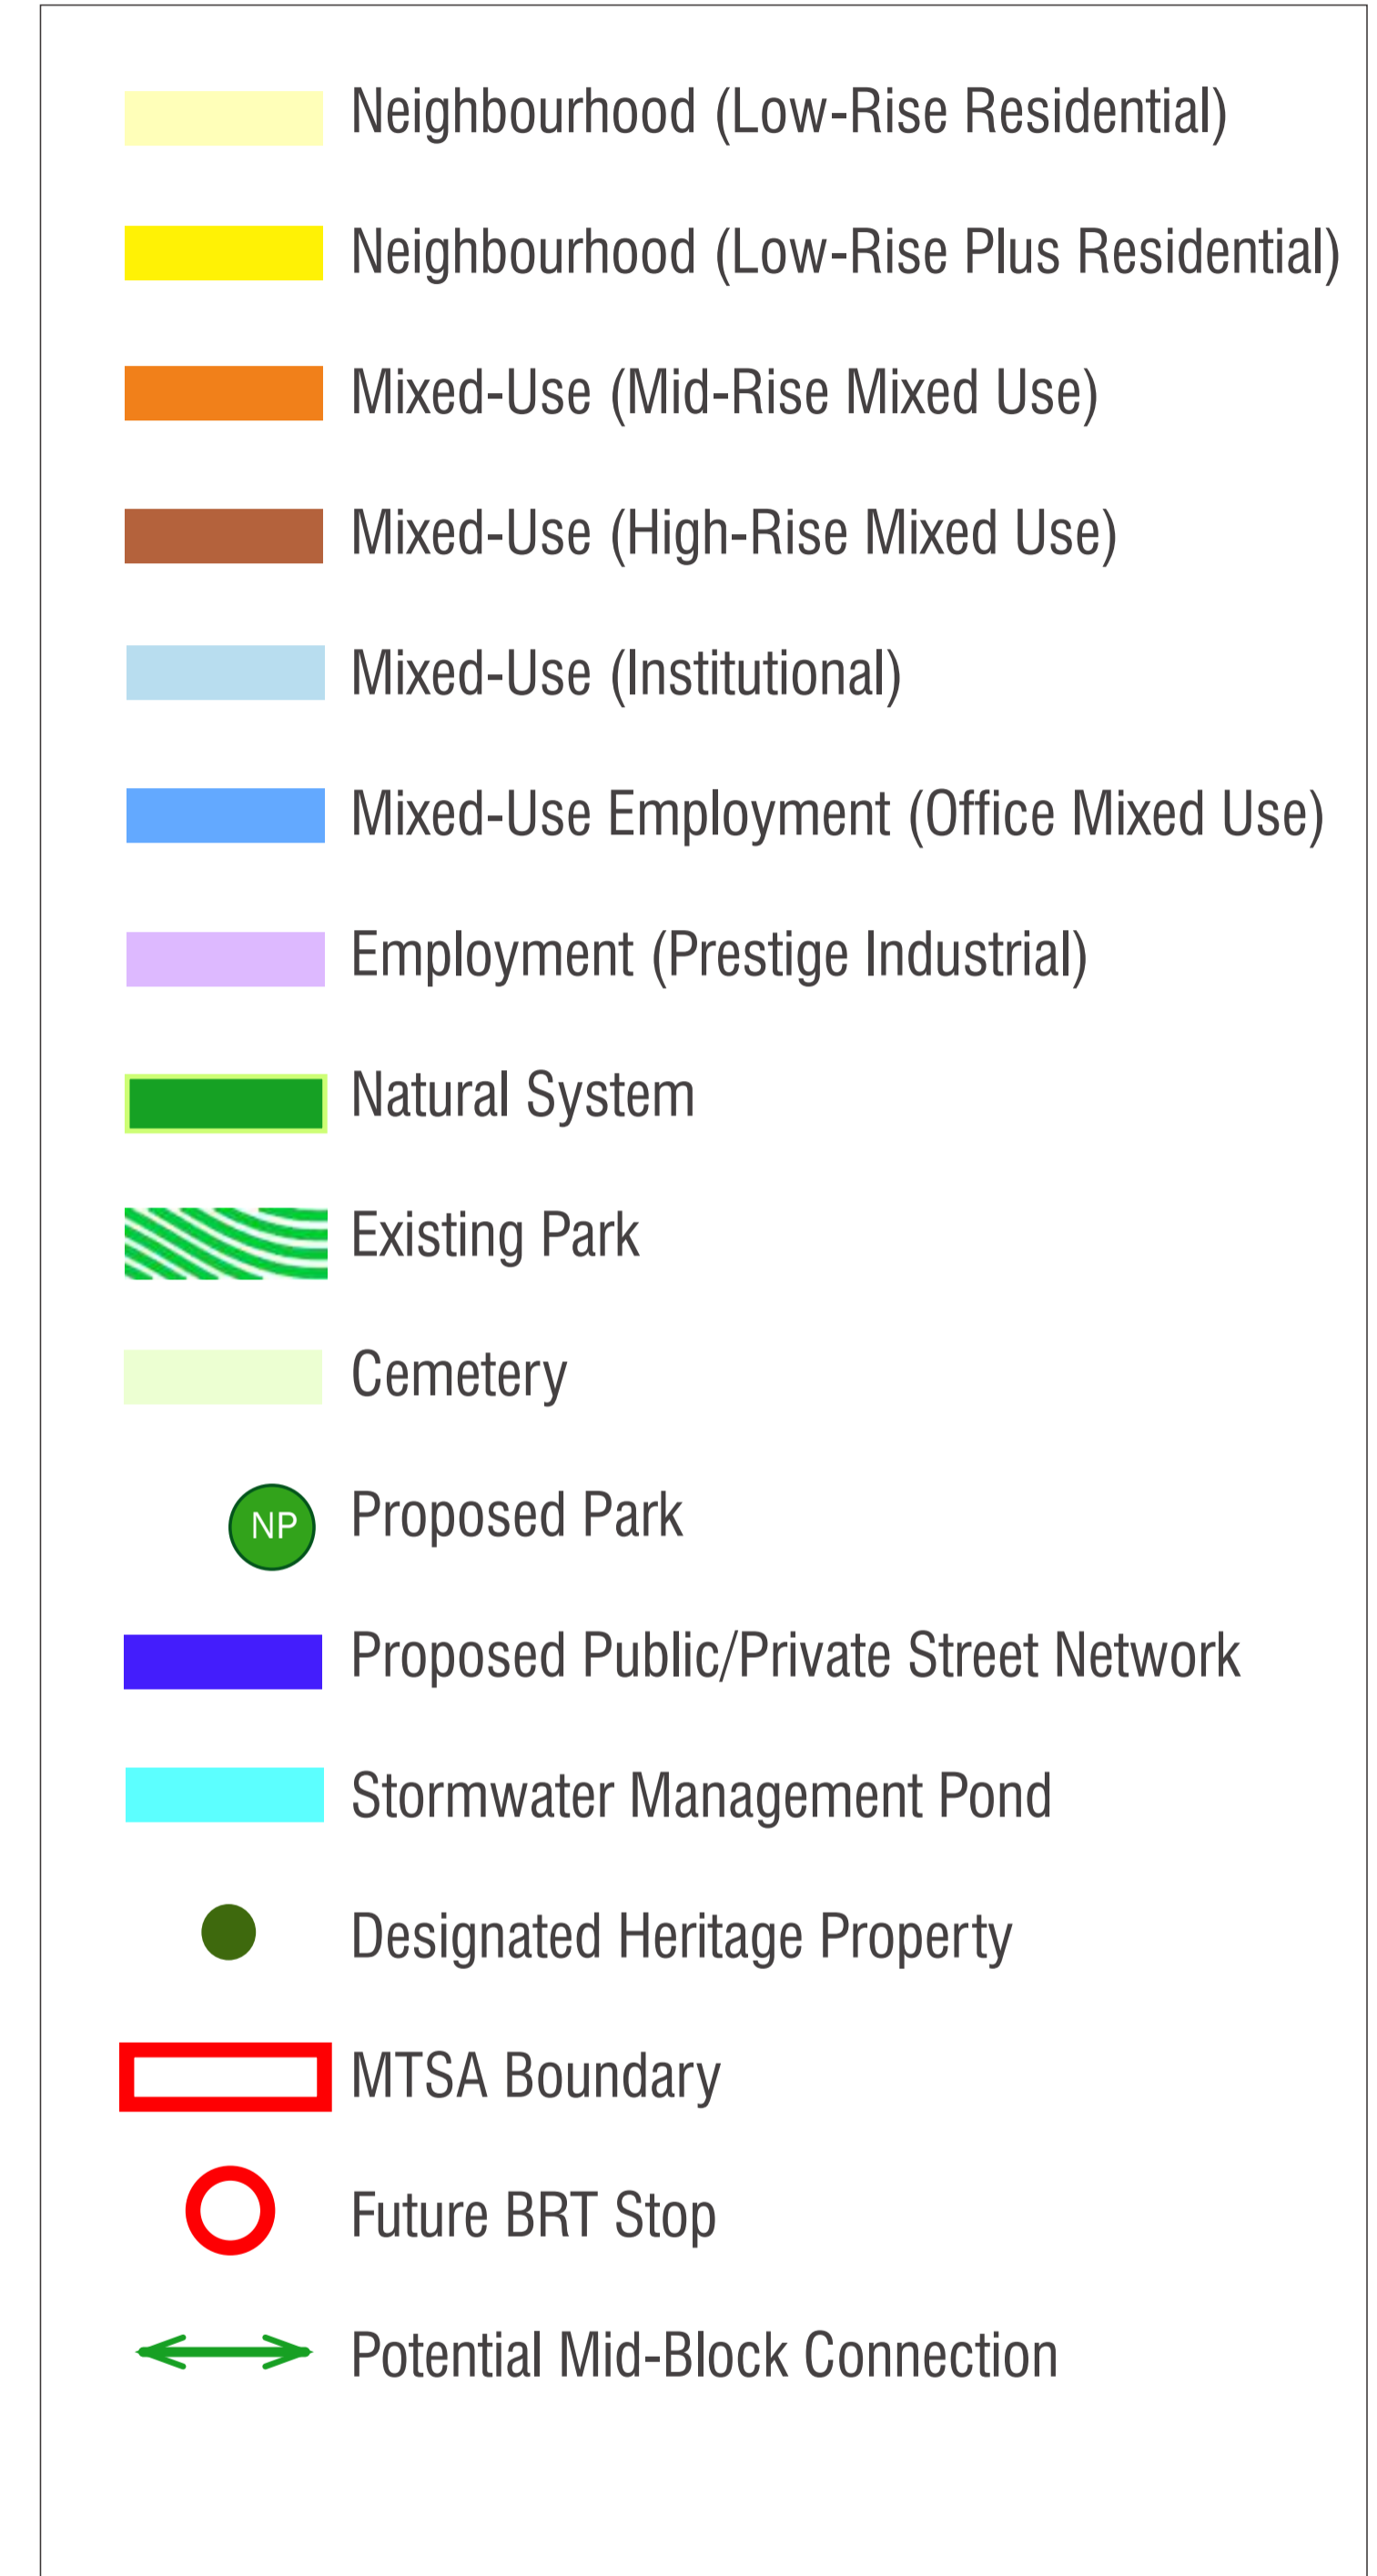 Neighbourhood (Low-Rise Residential)
Neighbourhood (Low-Rise Plus Residential)
Mixed-Use (Mid-Rise Mixed Use)
Mixed-Use (High-Rise Mixed Use)
Mixed-Use (Institutional)
Mixed-Use Employment (Office Mixed Use)
Employment (Prestige Industrial)
Natural System
Existing Park
Cemetery
NP Proposed Park
Proposed Public/Private Street Network
Stormwater Management Pond
Designated Heritage Property
MTSA Boundary
Future BRT Stop
Potential Mid-Block Connection